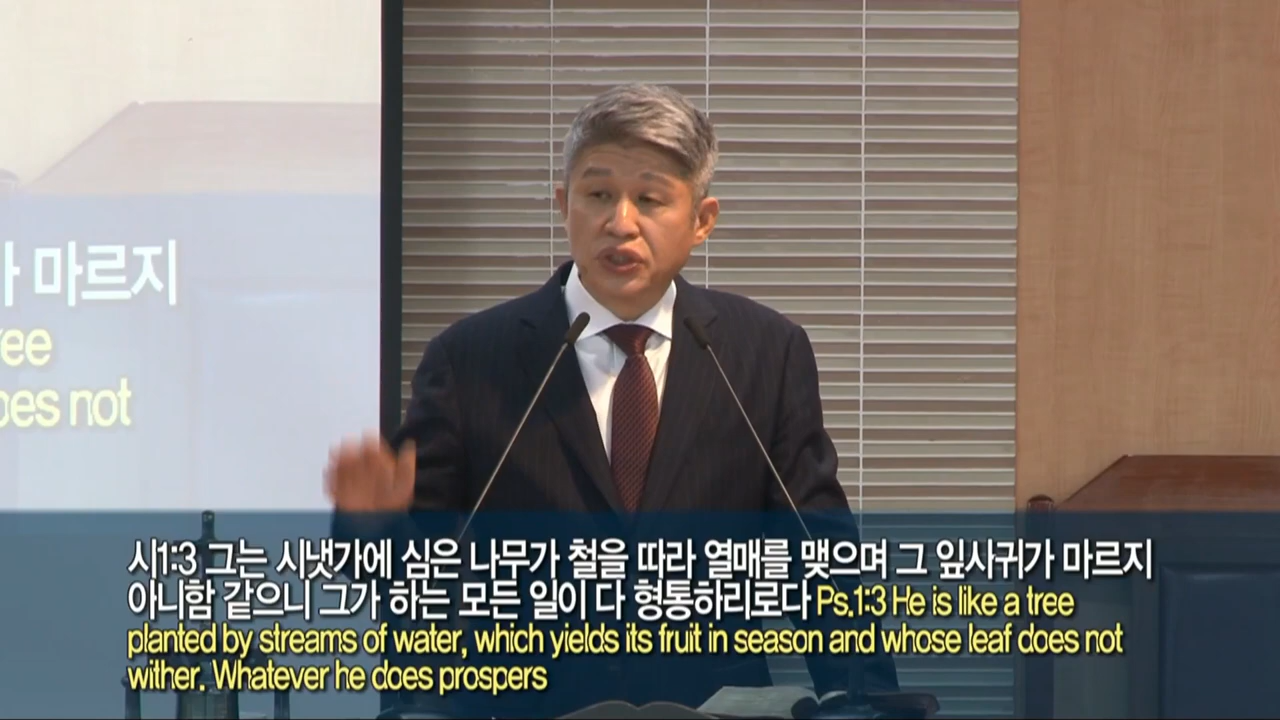 마르지
ree
oes not
시1:3 그는 시냇가에 심은 나무가 철을 따라 열매를 맺으며 그 잎사귀가 마르지
아니함 같으니 그가 하는 모든 일이 다 형통하리로다 Ps.1:3 He is like a tree
planted by streams of water, which yields its fruit in season and whose leaf does not
wither. Whatever he does prospers